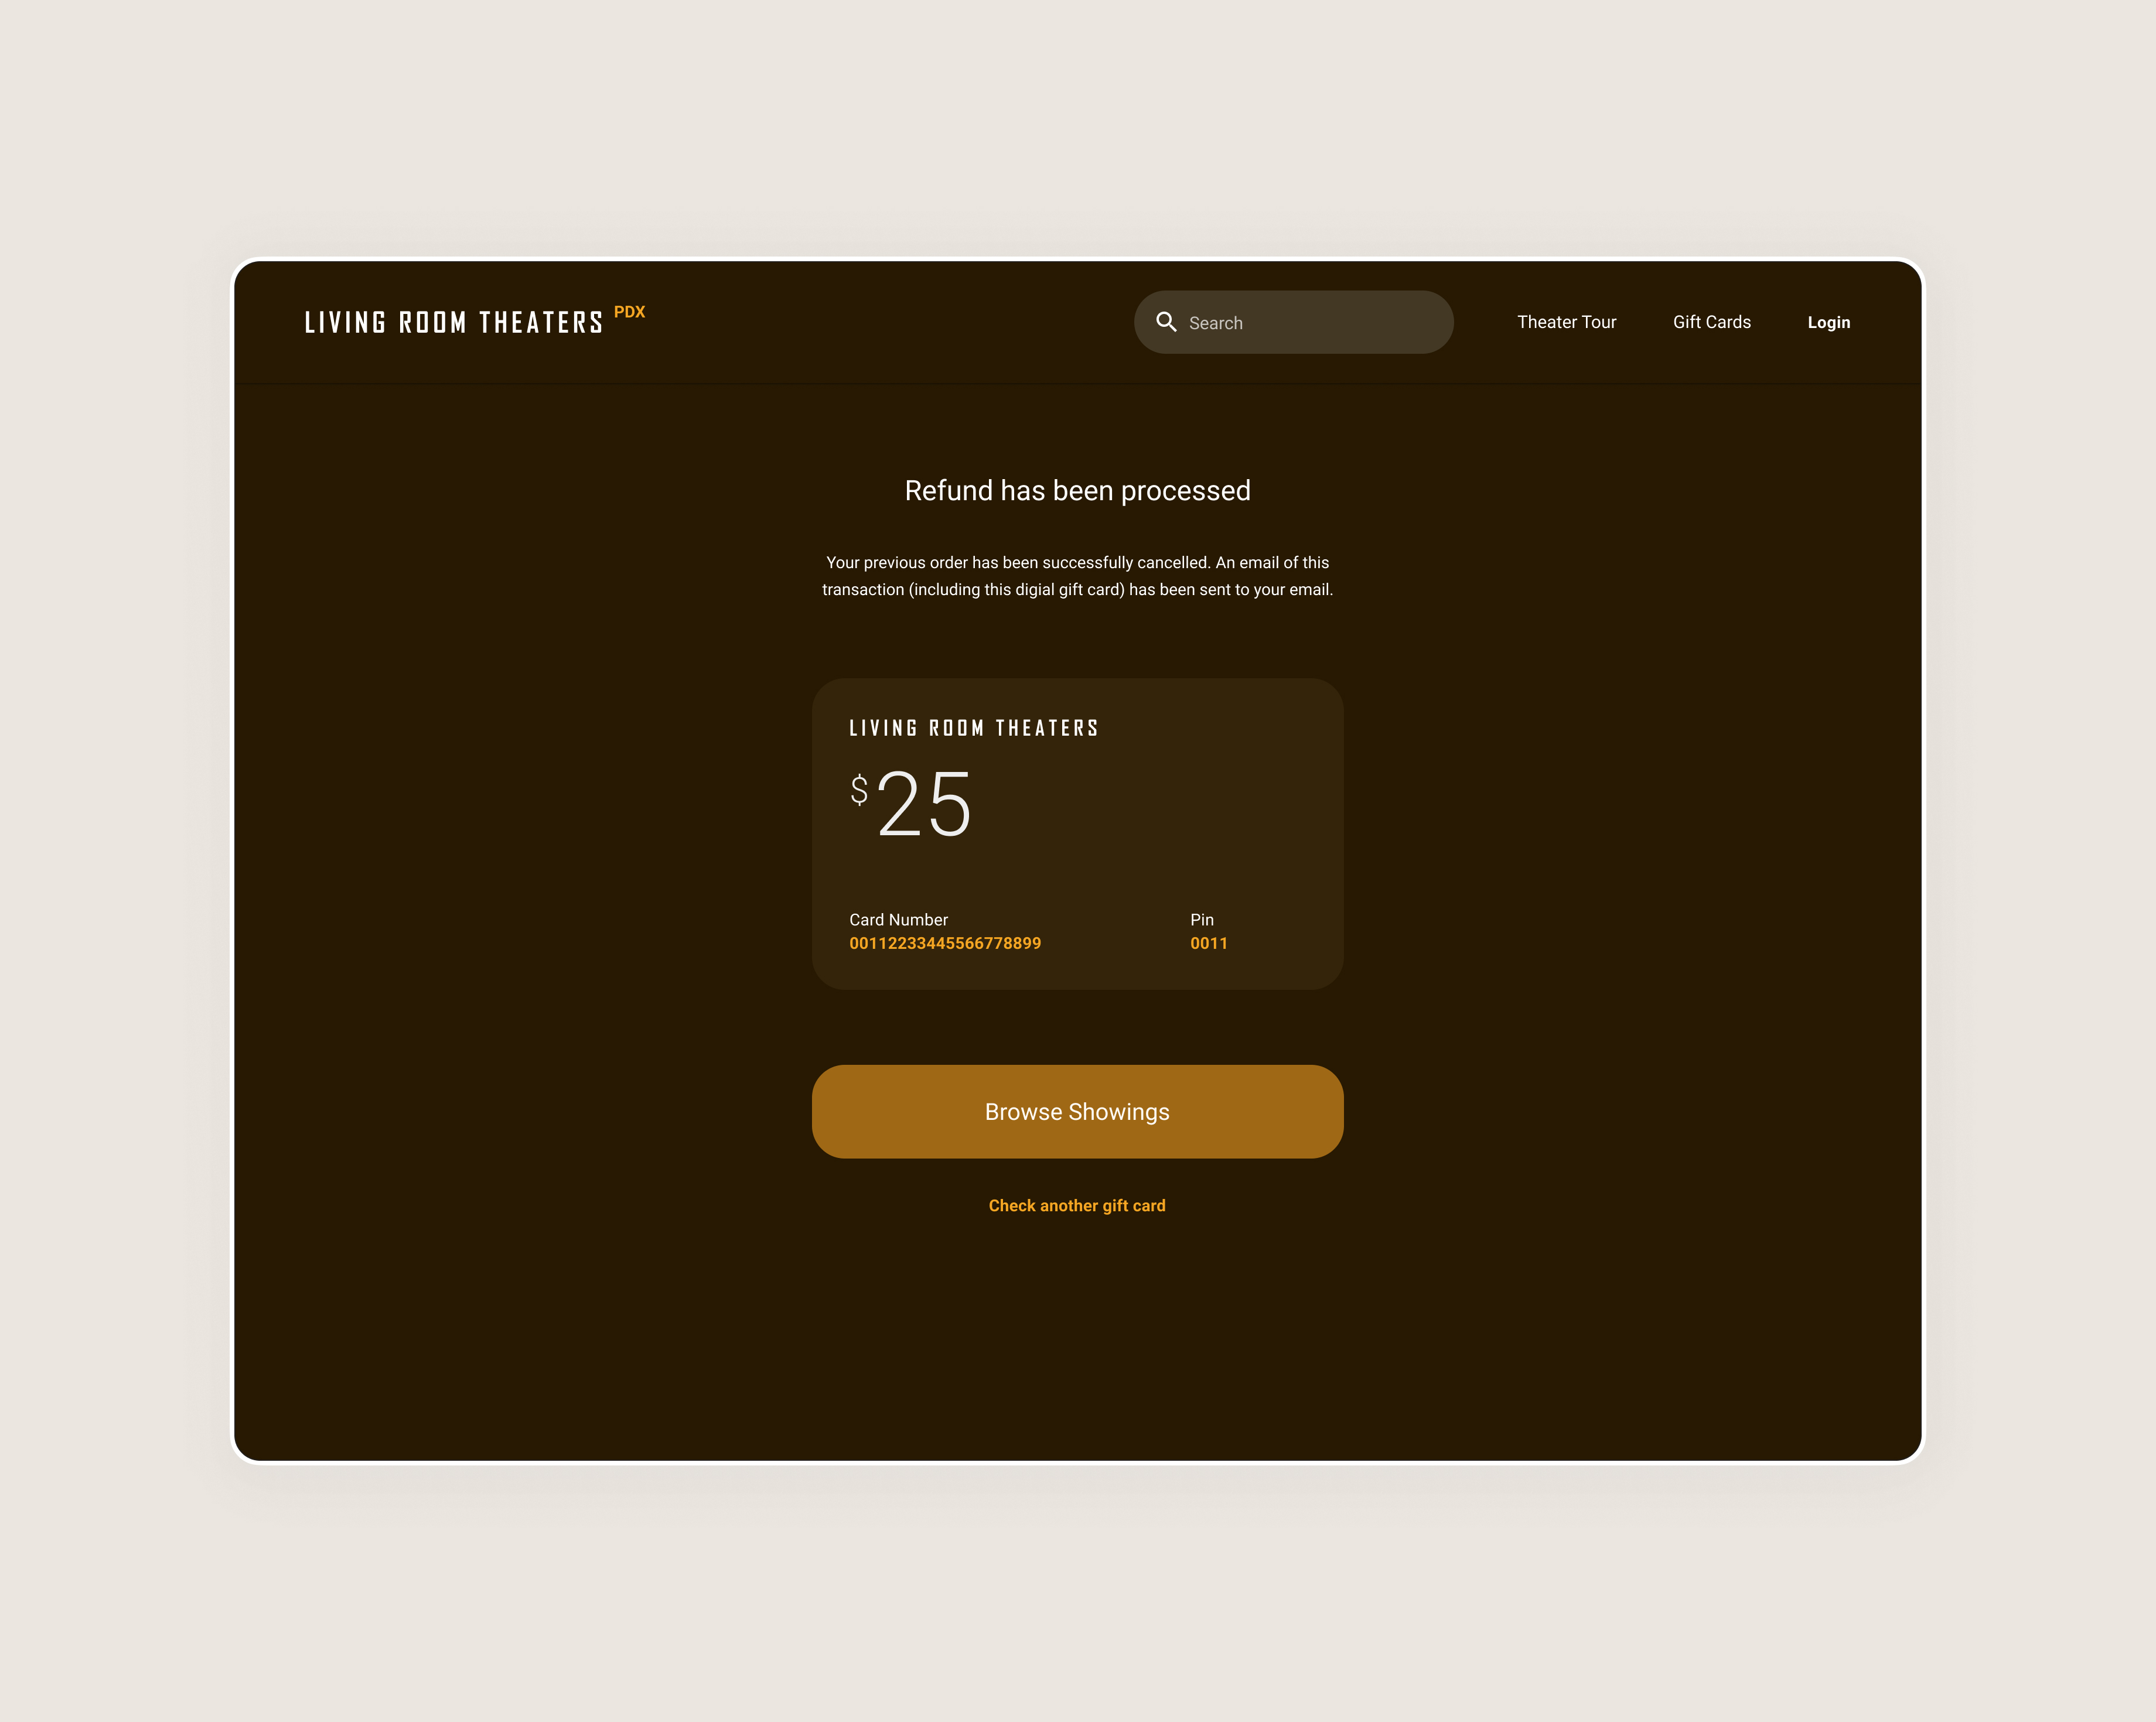 LIVING ROOM THEATERS PDX
Search
Theater Tour
Gift Cards
Login
Refund has been processed
Your previous order has been successfully cancelled. An email of this
transaction (including this digial gift card) has been sent to your email.
LIVING ROOM THEATERS
$25
Card Number
00112233445566778899
Pin
0011
Browse Showings
Check another gift card